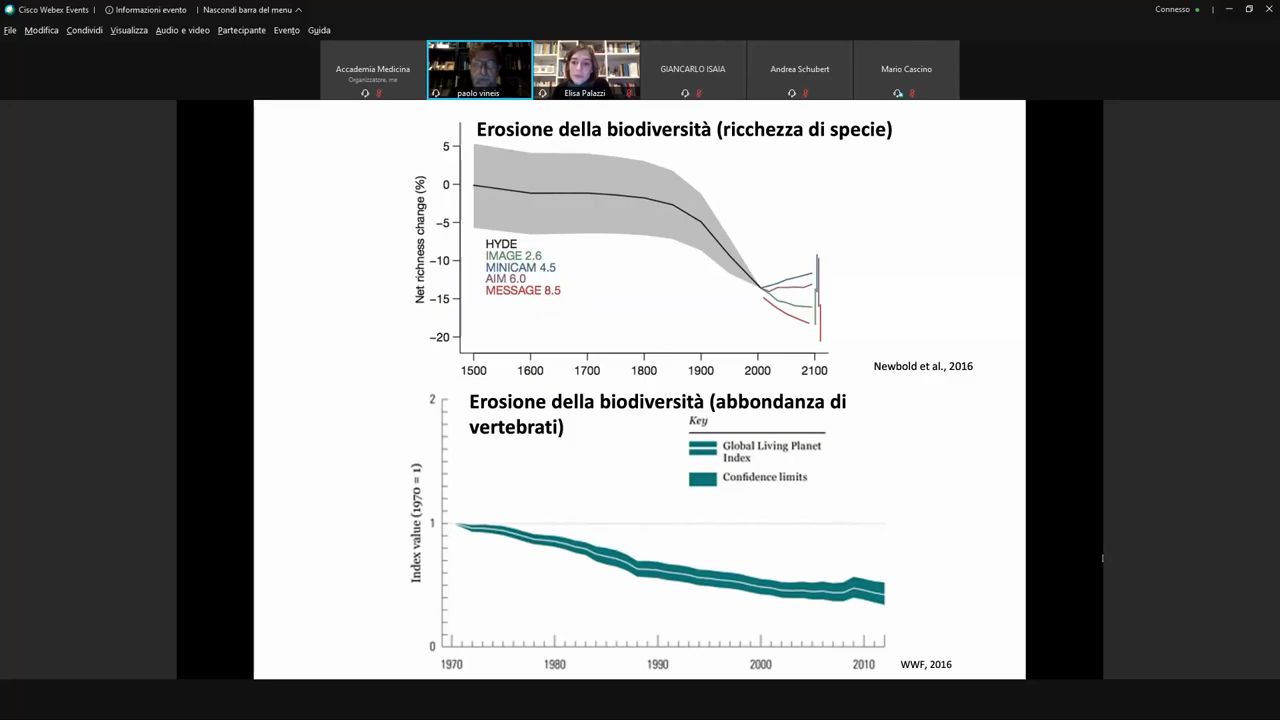 Cisco Webex Events
Informazioni evento
Nascondi barra del menu
Connesso
File Modifica Condividi Visualizza Audio e video Partecipante Evento Guida
Accademia Medicina
Organizzatore, me
paolo vineis
Elisa Palazzi
GIANCARLO ISAIA
Andrea Schubert
Mario Cascino
Erosione della biodiversità (ricchezza di specie)
Net richness change (%)
5
0
−5
−10
−15
−20
HYDE
IMAGE 2.6
MINICAM 4.5
AIM 6.0
MESSAGE 8.5
1500 1600 1700 1800 1900 2000 2100
Newbold et al., 2016
Erosione della biodiversità (abbondanza di
vertebrati)
Key
Global Living Planet
Index
Confidence limits
Index value (1970 = 1)
2
1
0
1970 1980 1990 2000 2010
WWF, 2016